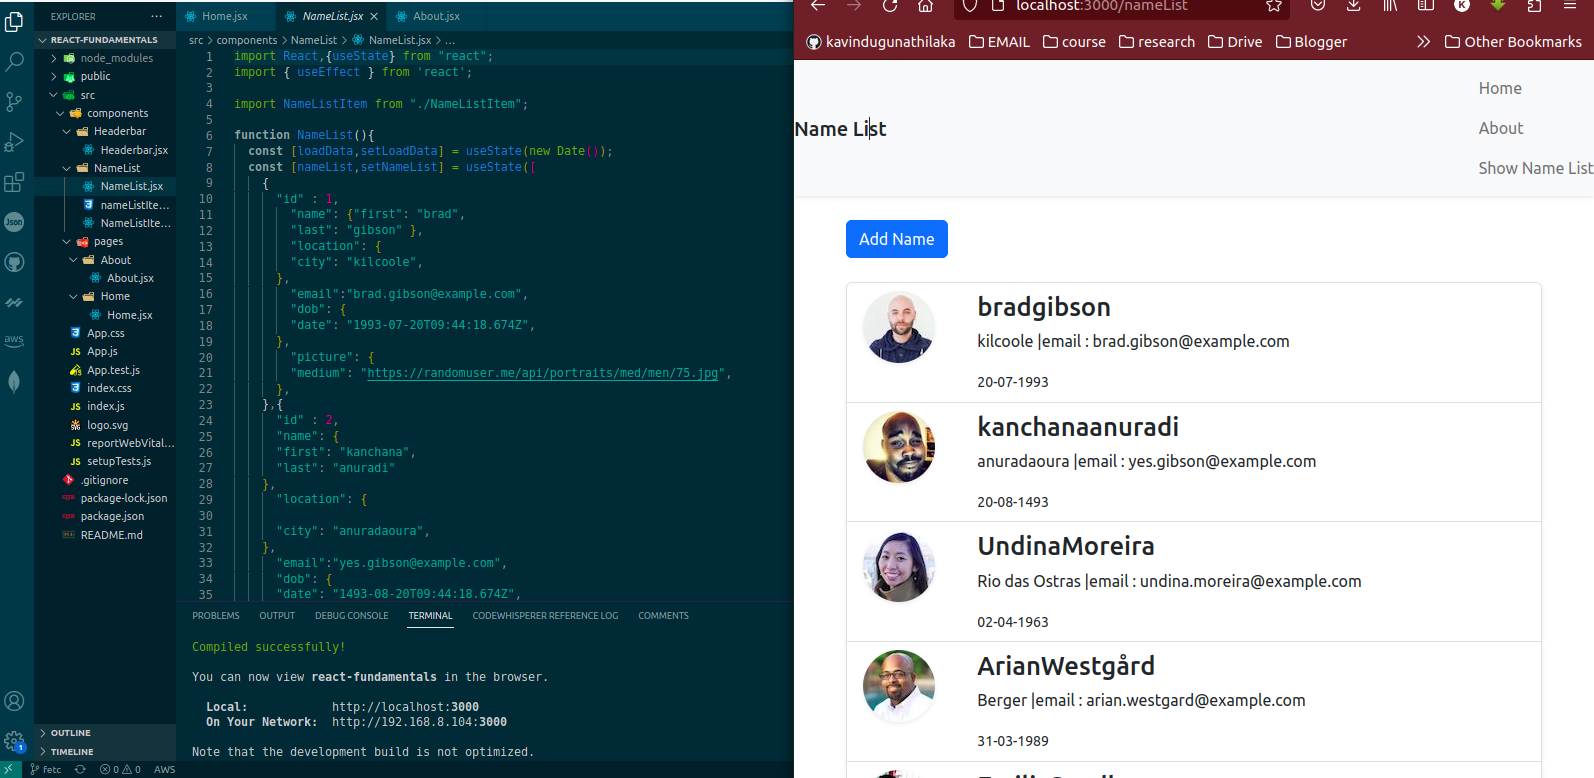 EXPLORER
REACT-FUNDAMENTALS
node_modules
public
src
components
Headerbar
Headerbar.jsx
NameList
NameList.jsx
nameListIte...
NameListIte...
pages
About
About.jsx
Home
Home.jsx
App.css
App.js
App.test.js
index.css
index.js
logo.svg
reportWebVital...
setupTests.js
.gitignore
package-lock.json
package.json
README.md
OUTLINE
TIMELINE
Json
aws
1
Home.jsx
NameList.jsx
About.jsx
src > components > NameList > NameList.jsx > ...
1 import React,{useState} from "react";
2 import { useEffect } from 'react';
3
4 import NameListItem from "./NameListItem";
5
6 function NameList(){
7 const [loadData,setLoadData] = useState(new Date());
8 const [nameList,setNameList] = useState([
9 {
10 "id" : 1,
11 "name": {"first": "brad",
12 "last": "gibson" },
13 "location": {
14 "city": "kilcoole",
15 },
16 "email":"brad.gibson@example.com",
17 "dob": {
18 "date": "1993-07-20T09:44:18.674Z",
19 },
20 "picture": {
21 "medium": "https://randomuser.me/api/portraits/med/men/75.jpg",
22 },
23 },{
24 "id" : 2,
25 "name": {
26 "first": "kanchana",
27 "last": "anuradi"
28 },
29 "location": {
30
31 "city": "anuradaoura",
32 },
33 "email":"yes.gibson@example.com",
34 "dob": {
35 "date": "1493-08-20T09:44:18.674Z",
PROBLEMS OUTPUT DEBUG CONSOLE TERMINAL CODEWHISPERER REFERENCE LOG COMMENTS
Compiled successfully!
You can now view react-fundamentals in the browser.
Local: http://localhost:3000
On Your Network: http://192.168.8.104:3000
Note that the development build is not optimized.
fetc 0 0 AWS
localhost:3000/nameList
K
kavindugunathilaka EMAIL course research Drive Blogger Other Bookmarks
Home
Name List
About
Show Name List
Add Name
bradgibson
kilcoole |email : brad.gibson@example.com
20-07-1993
kanchanaanuradi
anuradaoura |email : yes.gibson@example.com
20-08-1493
UndinaMoreira
Rio das Ostras |email : undina.moreira@example.com
02-04-1963
ArianWestgård
Berger |email : arian.westgard@example.com
31-03-1989